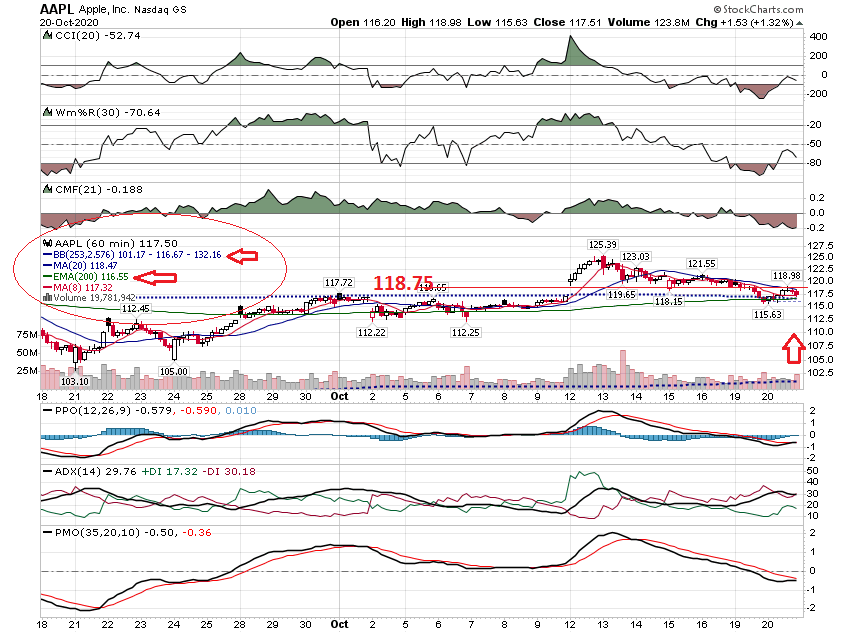 AAPL Apple, Inc. Nasdaq GS
© StockCharts.com
20-Oct-2020
Open 116.20 High 118.98 Low 115.63 Close 117.51 Volume 123.8M Chg +1.53 (+1.32%)
CCI(20) -52.74
400
200
0
-200
Wm%R(30) -70.64
-20
-50
-80
CMF(21) -0.188
0.2
0.0
-0.2
AAPL (60 min) 117.50
BB(253,2.576) 101.17 - 116.67 - 132.16
MA(20) 118.47
EMA(200) 116.55
MA(8) 117.32
Volume 19,781,942
118.75
125.39
123.03
121.55
118.98
117.72
118.65
119.65
118.15
112.45
115.63
112.22
112.25
105.00
103.10
127.5
125.0
122.5
120.0
117.5
115.0
112.5
110.0
107.5
105.0
102.5
75M
50M
25M
18 21 22 23 24 25 28 29 30 Oct 2 5 6 7 8 9 12 13 14 15 16 19 20
PPO(12,26,9) -0.579, -0.590, 0.010
2
1
0
-1
-2
ADX(14) 29.76 +DI 17.32 -DI 30.18
50
40
30
20
10
PMO(35,20,10) -0.50, -0.36
2
1
0
-1
-2
18 21 22 23 24 25 28 29 30 Oct 2 5 6 7 8 9 12 13 14 15 16 19 20